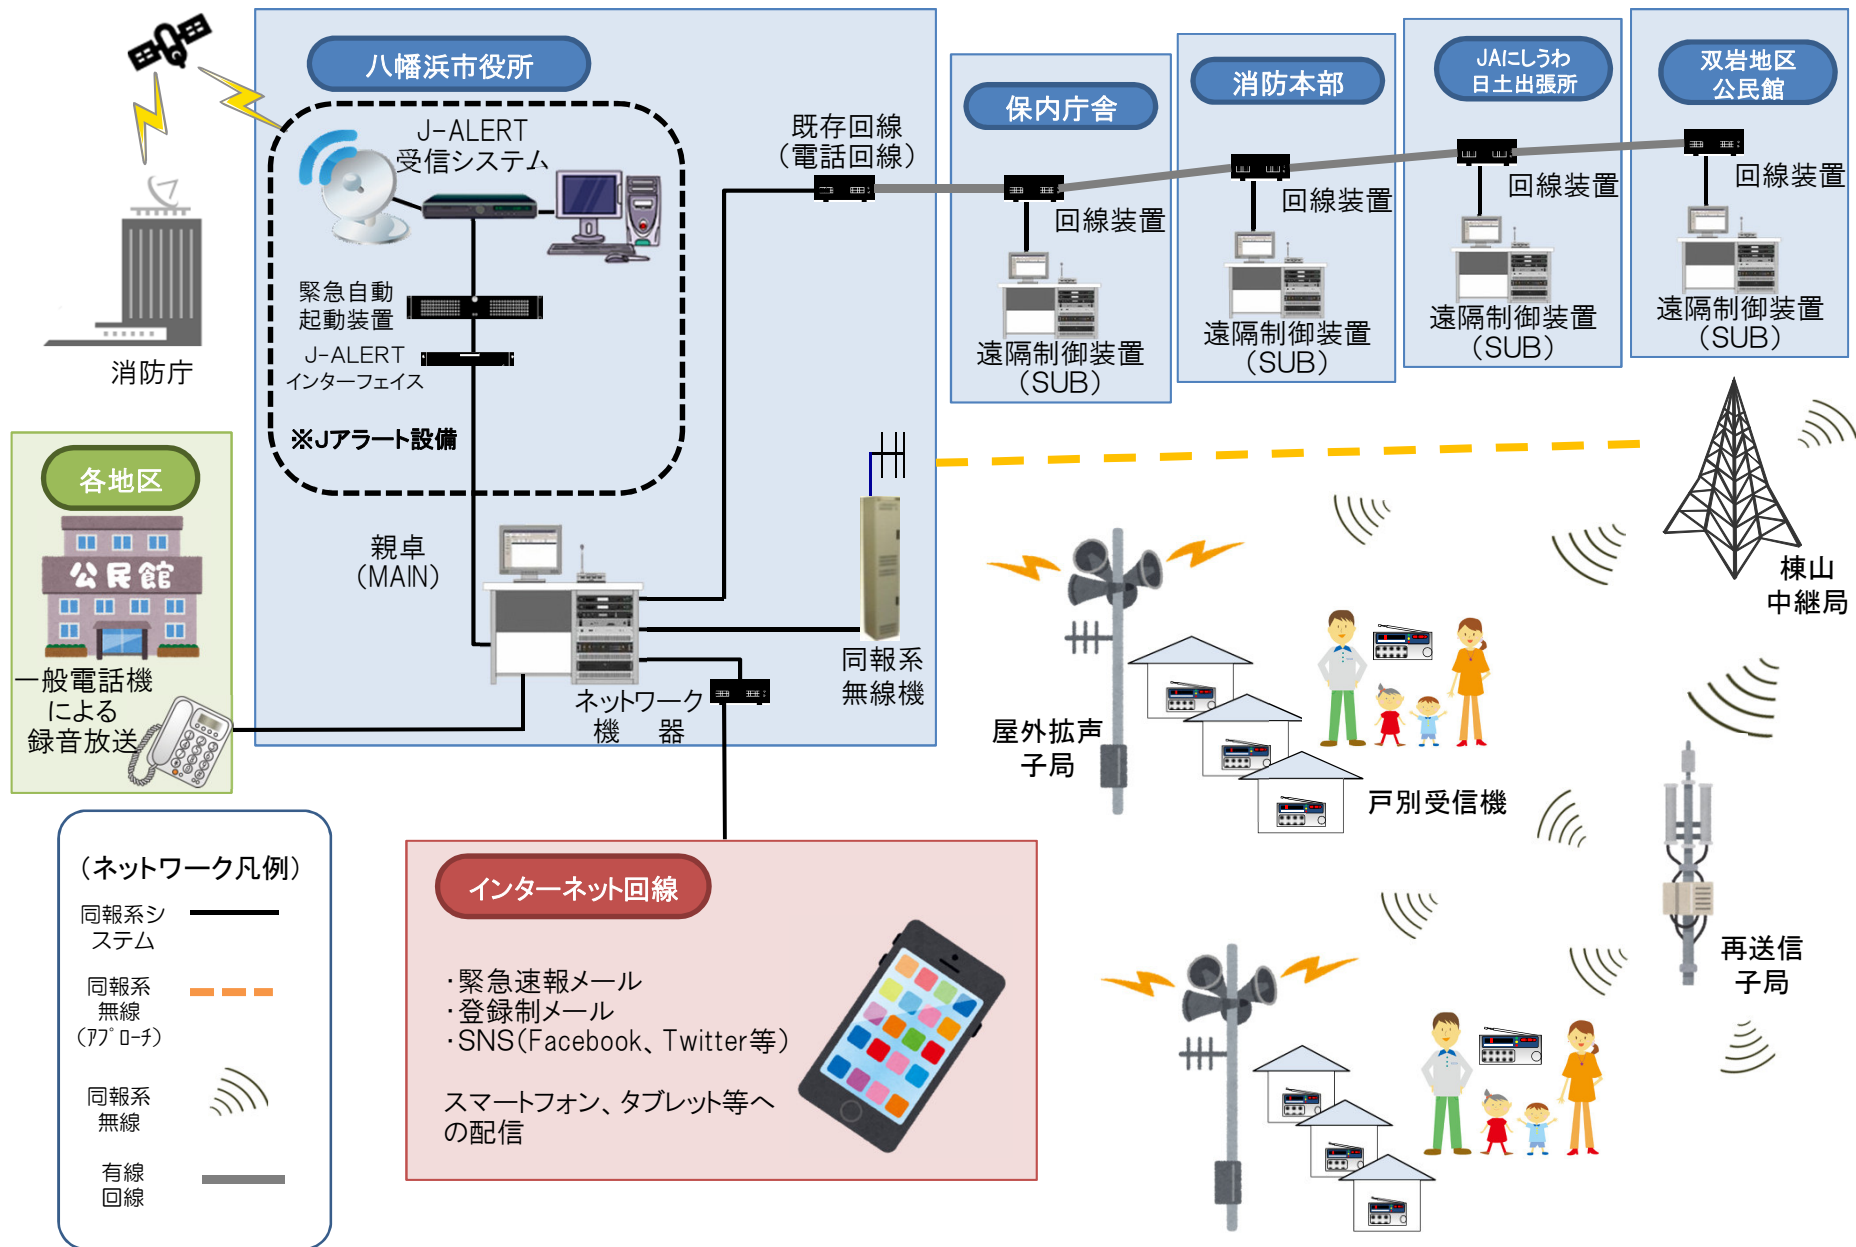 八幡浜市役所
J-ALERT
受信システム
緊急自動
起動装置
J-ALERT
インターフェイス
※Jアラート設備
消防庁
既存回線
（電話回線）
保内庁舎
回線装置
遠隔制御装置
（SUB）
消防本部
回線装置
遠隔制御装置
（SUB）
JAにしうわ
日土出張所
回線装置
遠隔制御装置
（SUB）
双岩地区
公民館
回線装置
遠隔制御装置
（SUB）
各地区
公民館
一般電話機
による
録音放送
親卓
（MAIN）
ネットワーク
機　器
同報系
無線機
棟山
中継局
屋外拡声
子局
戸別受信機
再送信
子局
（ネットワーク凡例）
同報系シ
ステム
同報系
無線
（ｱﾌﾟﾛｰﾁ）
同報系
無線
有線
回線
インターネット回線
・緊急速報メール
・登録制メール
・SNS（Facebook、Twitter等）
スマートフォン、タブレット等へ
の配信